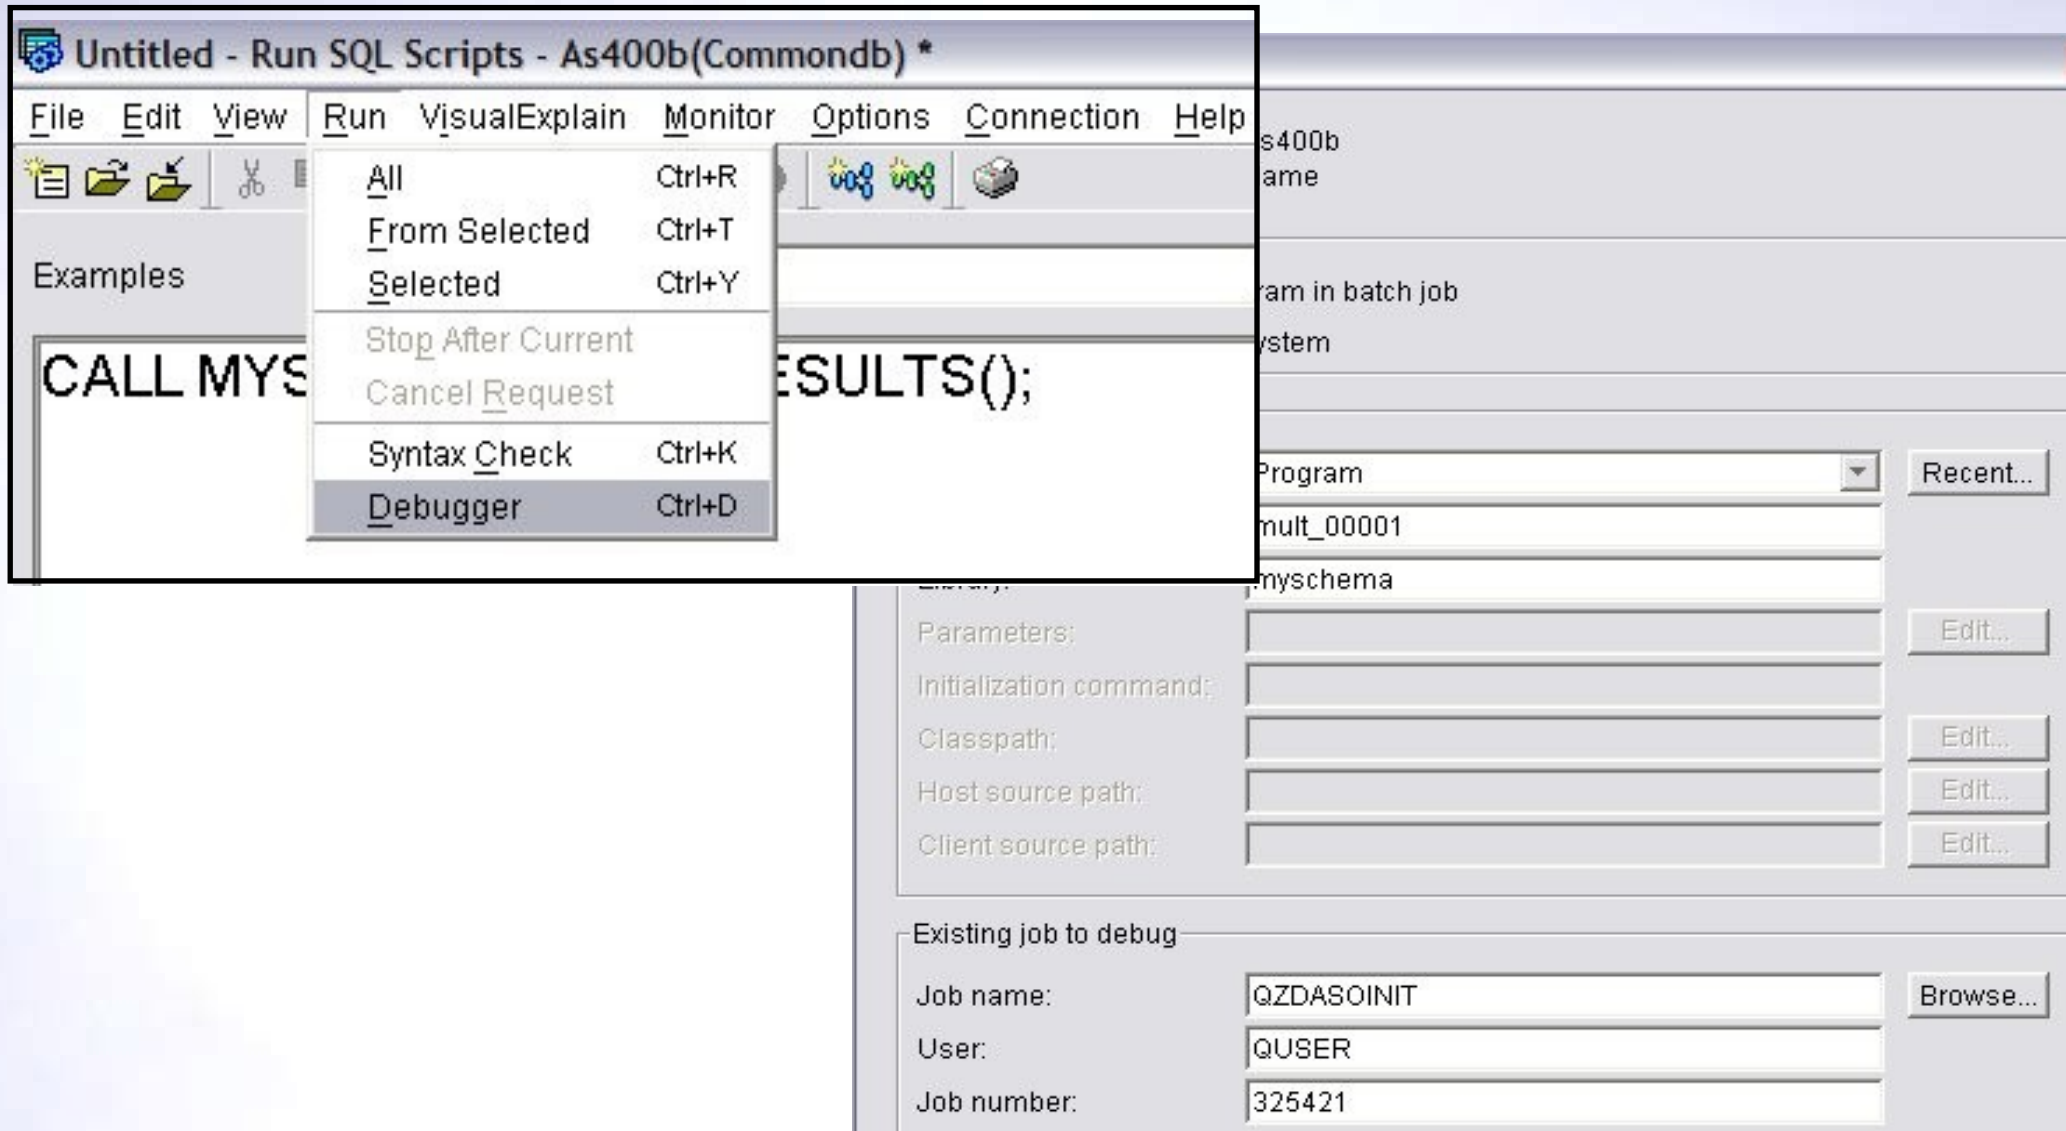 Untitled - Run SQL Scripts - As400b(Commondb) *
File Edit View Run VisualExplain Monitor Options Connection Help
All Ctrl+R
From Selected Ctrl+T
Selected Ctrl+Y
Stop After Current
Cancel Request
Syntax Check Ctrl+K
Debugger Ctrl+D
Examples
CALL MYS ESULTS();
s400b
ame
ram in batch job
ystem
Program Recent...
mult_00001
myschema
Parameters: Edit...
Initialization command:
Classpath: Edit...
Host source path: Edit...
Client source path: Edit...
Existing job to debug
Job name: QZDASOINIT Browse...
User: QUSER
Job number: 325421